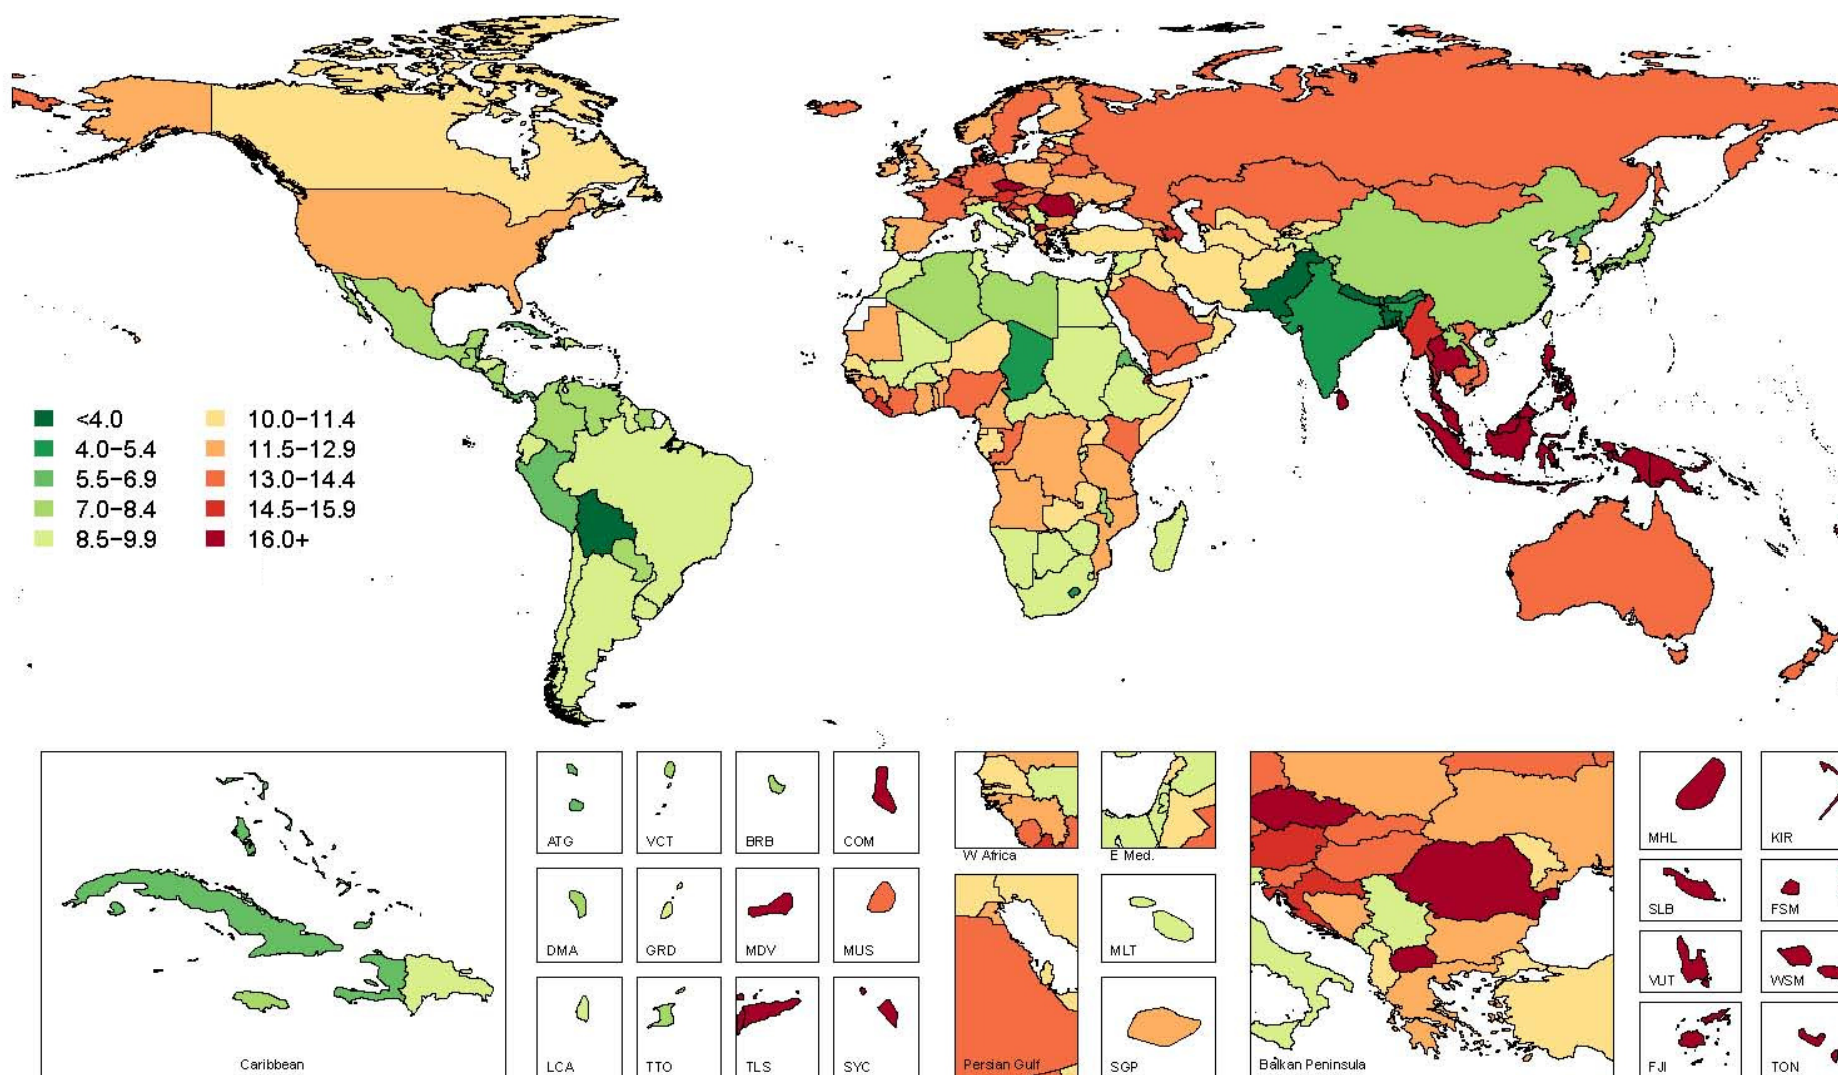 <4.0
4.0−5.4
5.5−6.9
7.0−8.4
8.5−9.9
10.0−11.4
11.5−12.9
13.0−14.4
14.5−15.9
16.0+
Caribbean
ATG
VCT
BRB
COM
DMA
GRD
MDV
MUS
LCA
TTO
TLS
SYC
W Africa
E Med.
Persian Gulf
MLT
SGP
Balkan Peninsula
MHL
KIR
SLB
FSM
VUT
WSM
FJI
TON